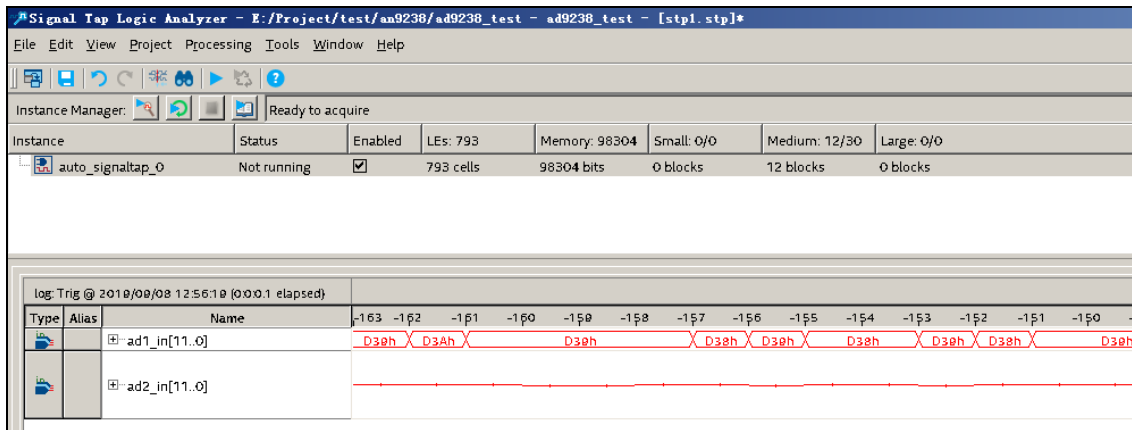 Signal Tap Logic Analyzer - E:/Project/test/an9238/ad9238_test - ad9238_test - [stp1.stp]*
File Edit View Project Processing Tools Window Help
Instance Manager: Ready to acquire
Instance Status Enabled LEs: 793 Memory: 98304 Small: 0/0 Medium: 12/30 Large: 0/0
auto_signaltap_0 Not running 793 cells 98304 bits 0 blocks 12 blocks 0 blocks
log: Trig @ 2019/09/08 12:56:19 (0:0:0.1 elapsed)
Type Alias Name -163 -162 -161 -160 -159 -158 -157 -156 -155 -154 -153 -152 -151 -150
ad1_in[11..0] D39h D3Ah D39h D38h D39h D38h D39h D38h D39h
ad2_in[11..0]